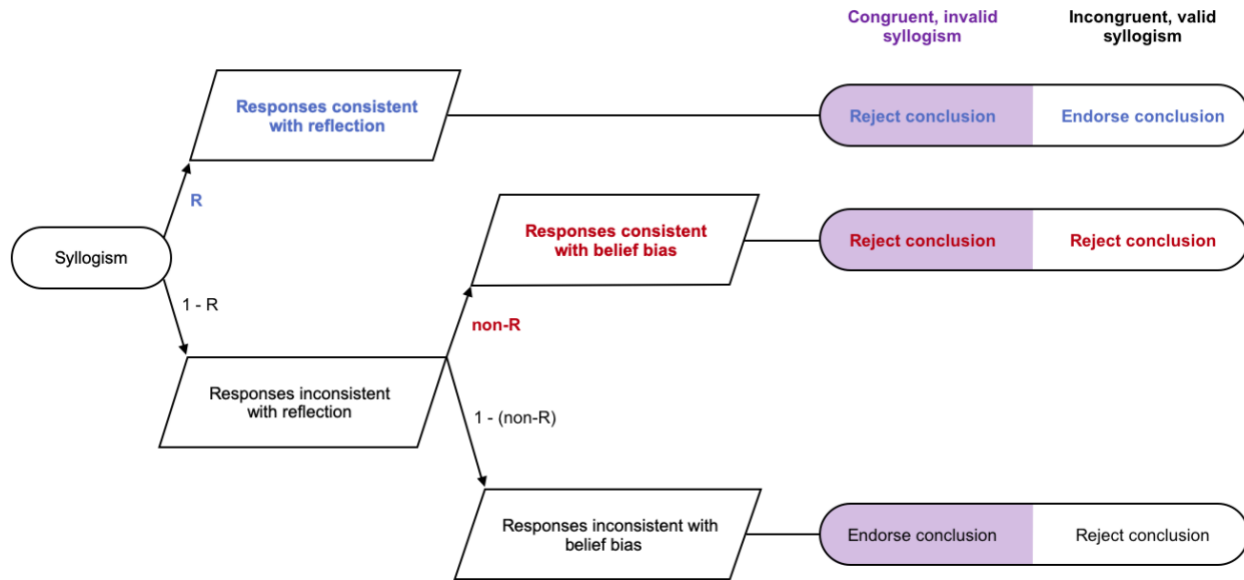 Congruent, invalid
syllogism
Incongruent, valid
syllogism
Responses consistent
with reflection
Reject conclusion
Endorse conclusion
R
Syllogism
Responses consistent
with belief bias
Reject conclusion
Reject conclusion
1 - R
non-R
Responses inconsistent
with reflection
1 - (non-R)
Responses inconsistent with
belief bias
Endorse conclusion
Reject conclusion